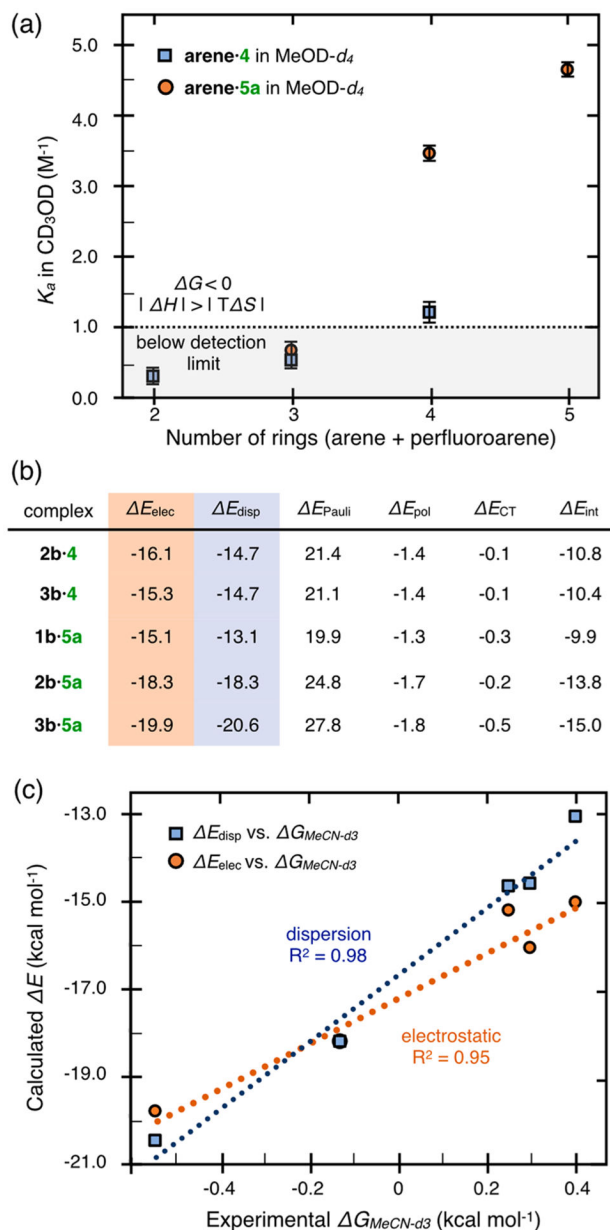 (a)
5.0
4.0
3.0
2.0
1.0
0.0
Ka in CD3OD (M-1)
arene·4 in MeOD-d4
arene·5a in MeOD-d4
ΔG < 0
| ΔH | > | TΔS |
below detection
limit
2 3 4 5
Number of rings (arene + perfluoroarene)
(b)
complex ΔEelec ΔEdisp ΔEPauli ΔEpol ΔECT ΔEint
2b·4 -16.1 -14.7 21.4 -1.4 -0.1 -10.8
3b·4 -15.3 -14.7 21.1 -1.4 -0.1 -10.4
1b·5a -15.1 -13.1 19.9 -1.3 -0.3 -9.9
2b·5a -18.3 -18.3 24.8 -1.7 -0.2 -13.8
3b·5a -19.9 -20.6 27.8 -1.8 -0.5 -15.0
(c)
-13.0
-15.0
-17.0
-19.0
-21.0
Calculated ΔE (kcal mol-1)
ΔEdisp vs. ΔGMeCN-d3
ΔEelec vs. ΔGMeCN-d3
dispersion
R2 = 0.98
electrostatic
R2 = 0.95
-0.4 -0.2 0 0.2 0.4
Experimental ΔGMeCN-d3 (kcal mol-1)